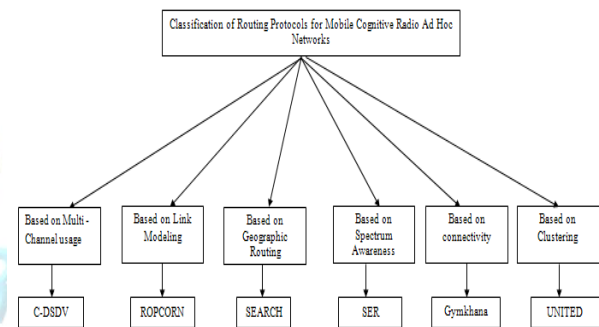 Classification of Routing Protocols for Mobile Cognitive Radio Ad Hoc
Networks
Based on Multi -
Channel usage
Based on Link
Modeling
Based on
Geographic
Routing
Based on
Spectrum
Awareness
Based on
connectivity
Based on
Clustering
C-DSDV
ROPCORN
SEARCH
SER
Gymkhana
UNITED